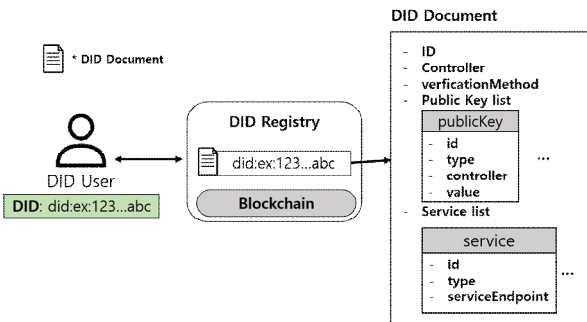 DID Document
* DID Document
- ID
- Controller
- verficationMethod
- Public Key list
publicKey
- id
- type
- controller
- value
...
- Service list
service
- id
- type
- serviceEndpoint
...
DID Registry
did:ex:123...abc
Blockchain
DID User
DID: did:ex:123...abc